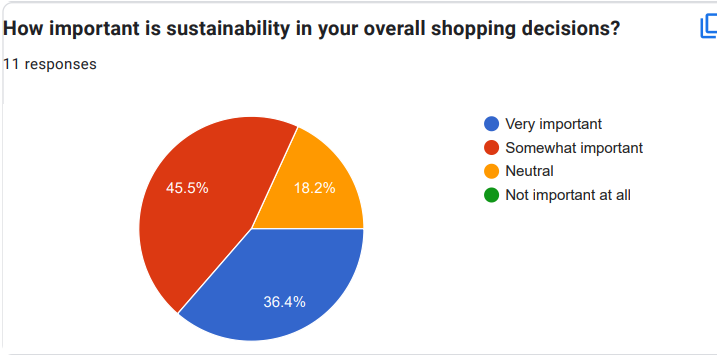 How important is sustainability in your overall shopping decisions?
11 responses
Very important
Somewhat important
Neutral
Not important at all
45.5%
18.2%
36.4%